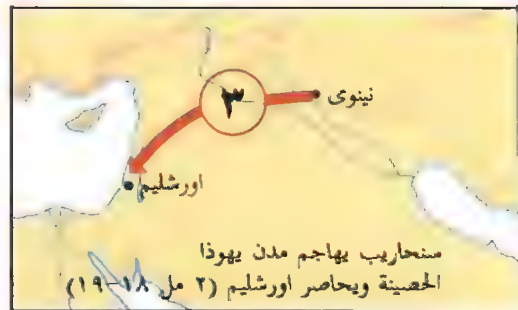 نينوى
٣
اورشليم
سنحاريب يهاجم مدن يهوذا
الحصينة ويحاصر اورشليم (٢ مل ١٨-١٩)